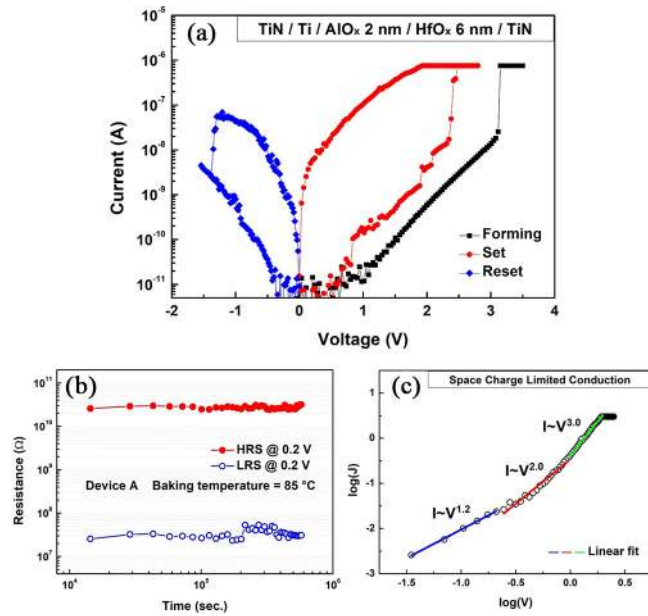 TiN / Ti / AlOx 2 nm / HfOx 6 nm / TiN
(a)
10⁻⁵
10⁻⁶
10⁻⁷
10⁻⁸
10⁻⁹
10⁻¹⁰
10⁻¹¹
Current (A)
Forming
Set
Reset
-2 -1 0 1 2 3 4
Voltage (V)
(b)
10¹¹
10¹⁰
10⁹
10⁸
10⁷
Resistance (Ω)
HRS @ 0.2 V
LRS @ 0.2 V
Device A Baking temperature = 85 °C
10⁴ 10⁵ 10⁶
Time (sec.)
(c)
Space Charge Limited Conduction
1
0
-1
-2
-3
log(J)
I~V³·⁰
I~V²·⁰
I~V¹·²
Linear fit
-1.5 -1.0 -0.5 0.0 0.5
log(V)